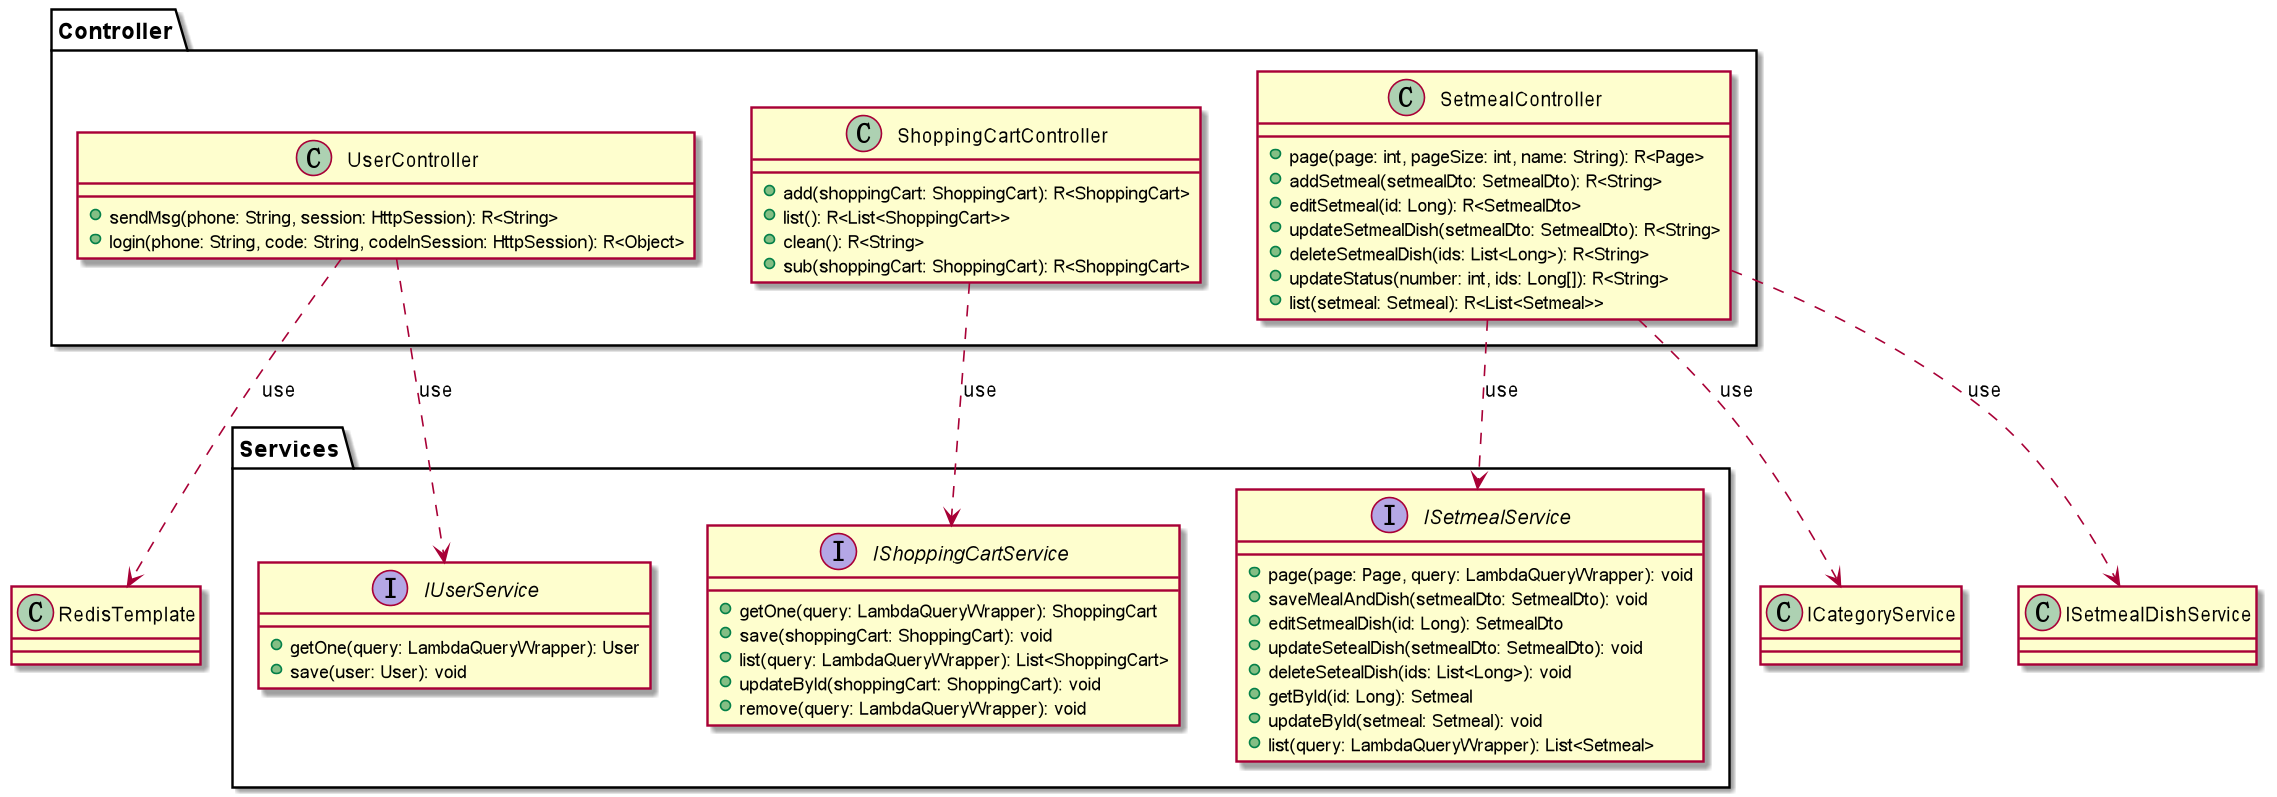 Controller
C UserController
sendMsg(phone: String, session: HttpSession): R<String>
login(phone: String, code: String, codeInSession: HttpSession): R<Object>
C ShoppingCartController
add(shoppingCart: ShoppingCart): R<ShoppingCart>
list(): R<List<ShoppingCart>>
clean(): R<String>
sub(shoppingCart: ShoppingCart): R<ShoppingCart>
C SetmealController
page(page: int, pageSize: int, name: String): R<Page>
addSetmeal(setmealDto: SetmealDto): R<String>
editSetmeal(id: Long): R<SetmealDto>
updateSetmealDish(setmealDto: SetmealDto): R<String>
deleteSetmealDish(ids: List<Long>): R<String>
updateStatus(number: int, ids: Long[]): R<String>
list(setmeal: Setmeal): R<List<Setmeal>>
use
use
use
use
use
use
Services
C RedisTemplate
I IUserService
getOne(query: LambdaQueryWrapper): User
save(user: User): void
I IShoppingCartService
getOne(query: LambdaQueryWrapper): ShoppingCart
save(shoppingCart: ShoppingCart): void
list(query: LambdaQueryWrapper): List<ShoppingCart>
updateById(shoppingCart: ShoppingCart): void
remove(query: LambdaQueryWrapper): void
I ISetmealService
page(page: Page, query: LambdaQueryWrapper): void
saveMealAndDish(setmealDto: SetmealDto): void
editSetmealDish(id: Long): SetmealDto
updateSetealDish(setmealDto: SetmealDto): void
deleteSetealDish(ids: List<Long>): void
getById(id: Long): Setmeal
updateById(setmeal: Setmeal): void
list(query: LambdaQueryWrapper): List<Setmeal>
C ICategoryService
C ISetmealDishService